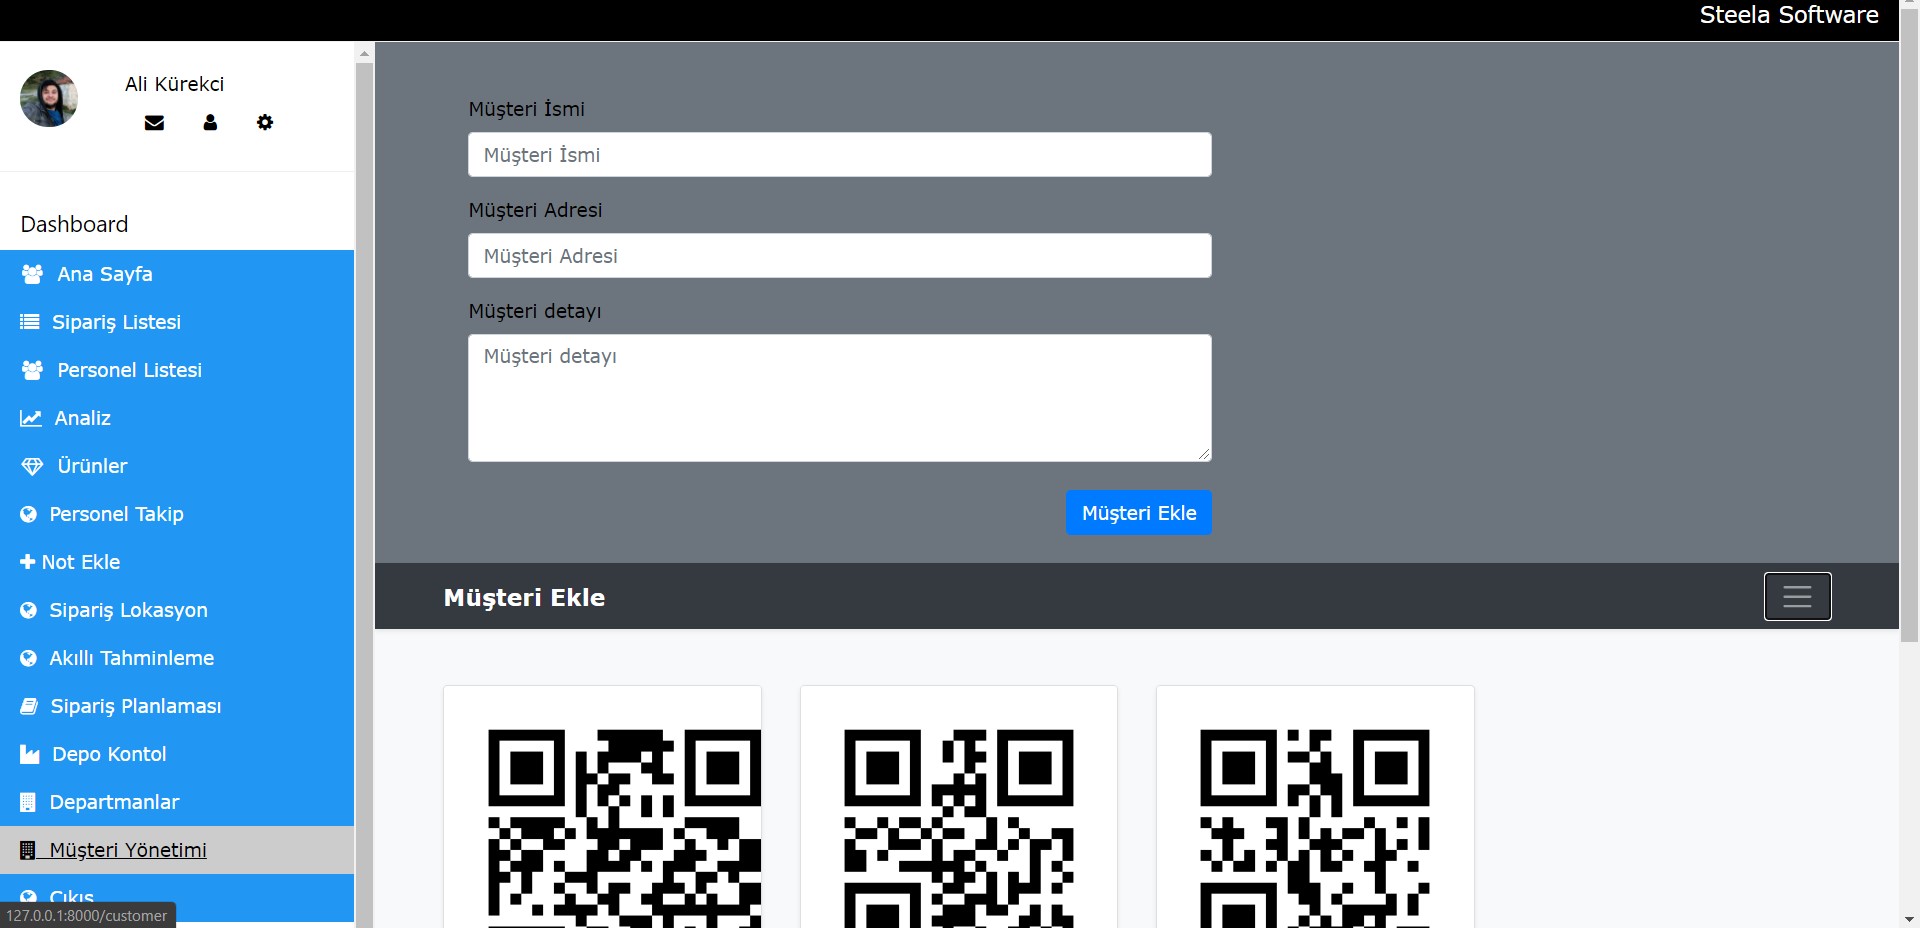 Steela Software
Ali Kürekci
Dashboard
Ana Sayfa
Sipariş Listesi
Personel Listesi
Analiz
Ürünler
Personel Takip
Not Ekle
Sipariş Lokasyon
Akıllı Tahminleme
Sipariş Planlaması
Depo Kontol
Departmanlar
Müşteri Yönetimi
Çıkış
127.0.0.1:8000/customer
Müşteri İsmi
Müşteri İsmi
Müşteri Adresi
Müşteri Adresi
Müşteri detayı
Müşteri detayı
Müşteri Ekle
Müşteri Ekle